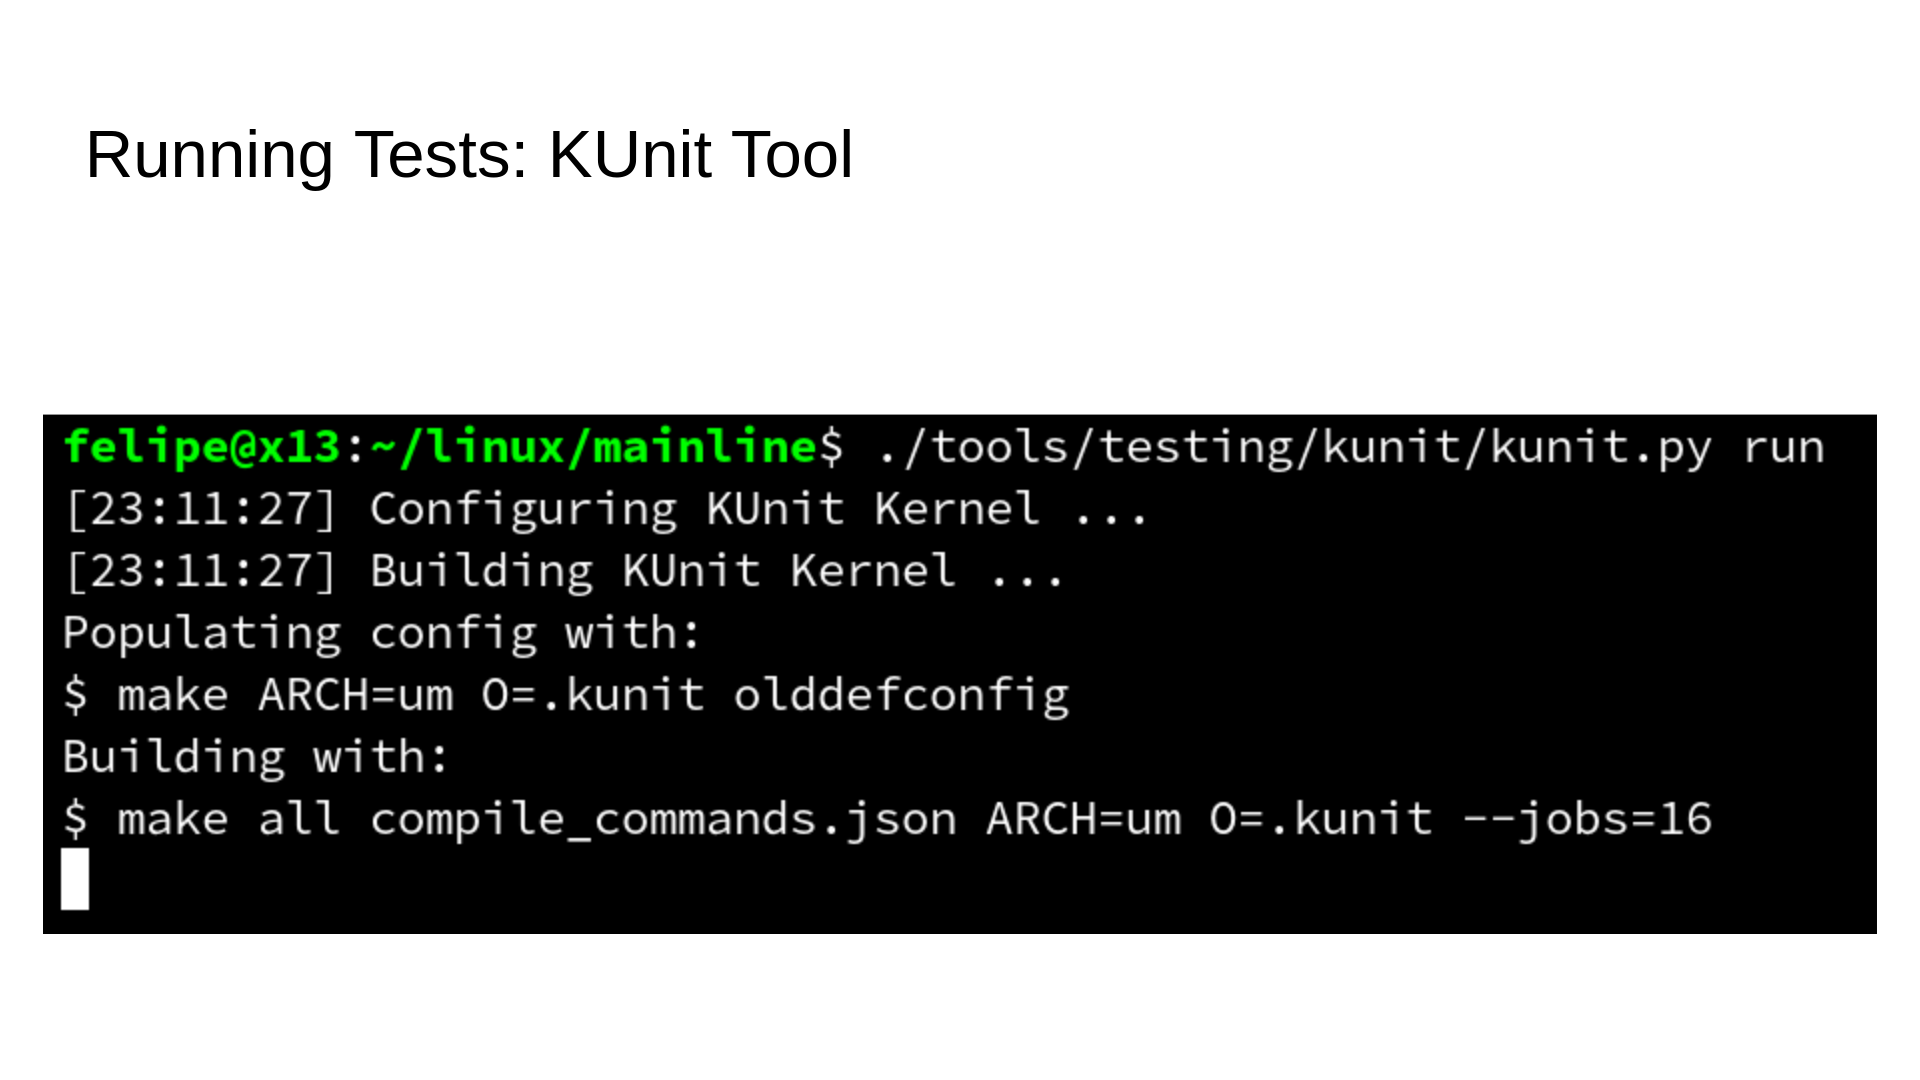 Running Tests: KUnit Tool
felipe@x13:~/linux/mainline$ ./tools/testing/kunit/kunit.py run
[23:11:27] Configuring KUnit Kernel ...
[23:11:27] Building KUnit Kernel ...
Populating config with:
$ make ARCH=um O=.kunit olddefconfig
Building with:
$ make all compile_commands.json ARCH=um O=.kunit --jobs=16